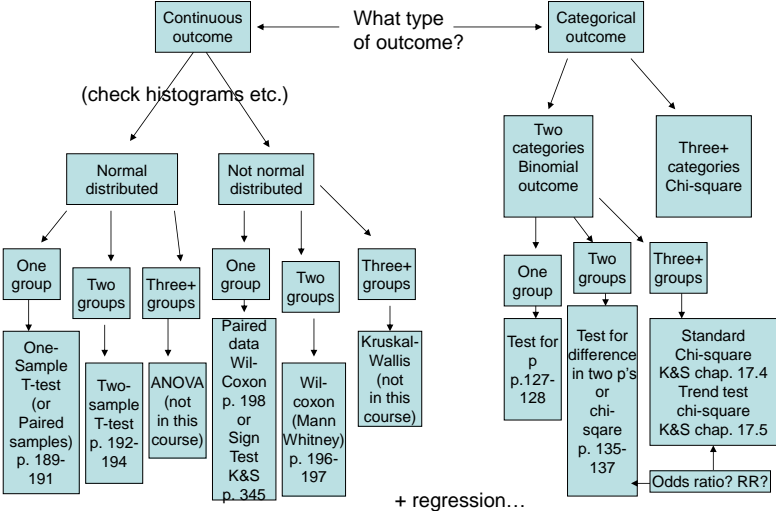 Continuous
outcome
What type
of outcome?
Categorical
outcome
(check histograms etc.)
Normal
distributed
Not normal
distributed
Two
categories
Binomial
outcome
Three+
categories
Chi-square
One
group
Two
groups
Three+
groups
One
group
Two
groups
Three+
groups
One
group
Two
groups
Three+
groups
One-
Sample
T-test
(or
Paired
samples)
p. 189-
191
Two-
sample
T-test
p. 192-
194
ANOVA
(not
in this
course)
Paired
data
Wil-
Coxon
p. 198
or
Sign
Test
K&S
p. 345
Wil-
coxon
(Mann
Whitney)
p. 196-
197
Kruskal-
Wallis
(not
in this
course)
Test for
p
p.127-
128
Test for
difference
in two p's
or
chi-
sqare
p. 135-
137
Standard
Chi-square
K&S chap. 17.4
Trend test
chi-square
K&S chap. 17.5
Odds ratio? RR?
+ regression…